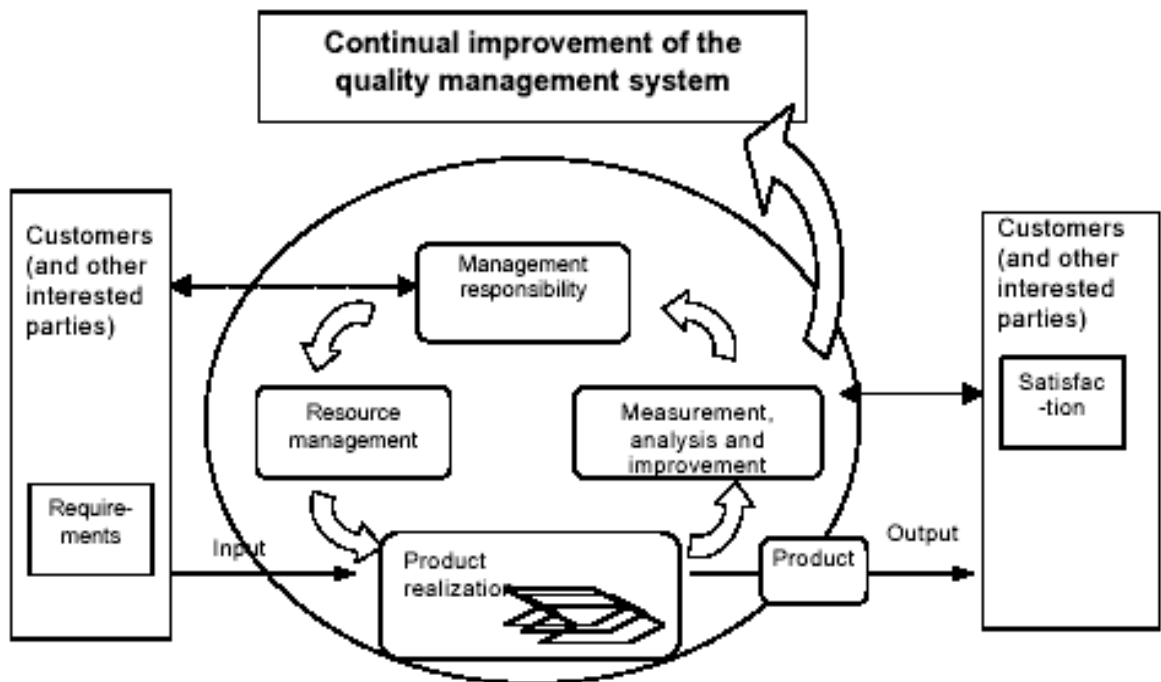 Continual improvement of the
quality management system
Customers
(and other
interested
parties)
Management
responsibility
Customers
(and other
interested
parties)
Satisfac
-tion
Resource
management
Measurement,
analysis and
improvement
Require-
ments
Input
Product
realization
Product
Output